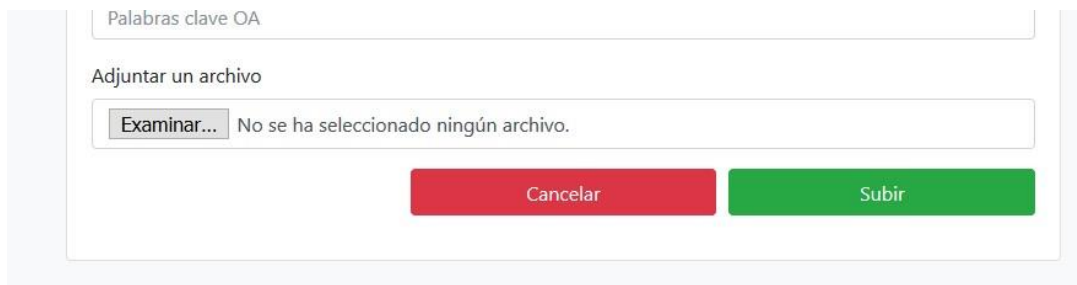 Palabras clave OA
Adjuntar un archivo
Examinar... No se ha seleccionado ningún archivo.
Cancelar Subir